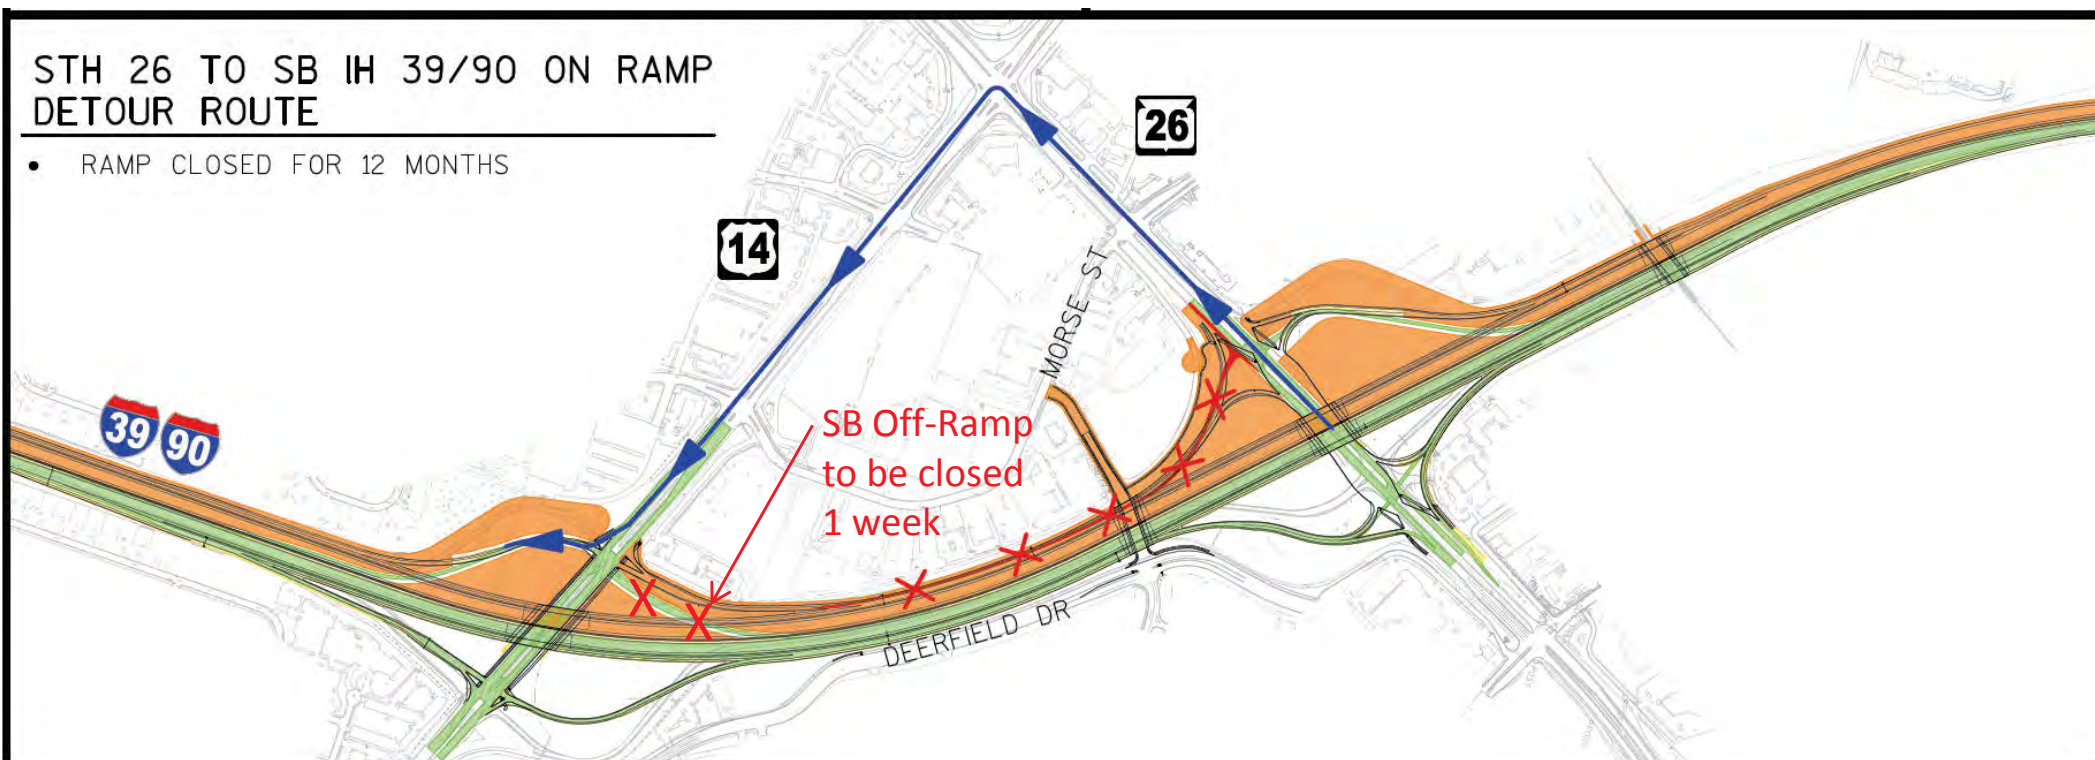 STH 26 TO SB IH 39/90 ON RAMP
DETOUR ROUTE
• RAMP CLOSED FOR 12 MONTHS
26
14
MORSE ST
39 90
SB Off-Ramp
to be closed
1 week
X X
DEERFIELD DR